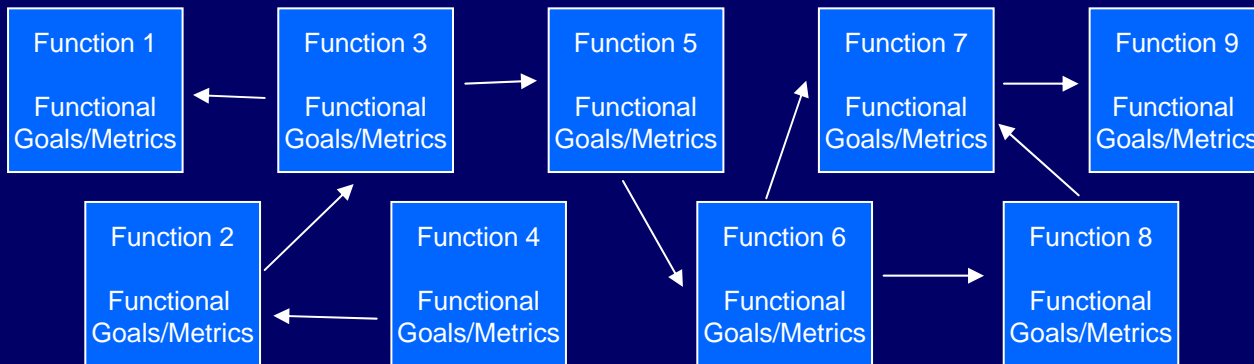 Function 1
Functional
Goals/Metrics
Function 3
Functional
Goals/Metrics
Function 5
Functional
Goals/Metrics
Function 7
Functional
Goals/Metrics
Function 9
Functional
Goals/Metrics
Function 2
Functional
Goals/Metrics
Function 4
Functional
Goals/Metrics
Function 6
Functional
Goals/Metrics
Function 8
Functional
Goals/Metrics